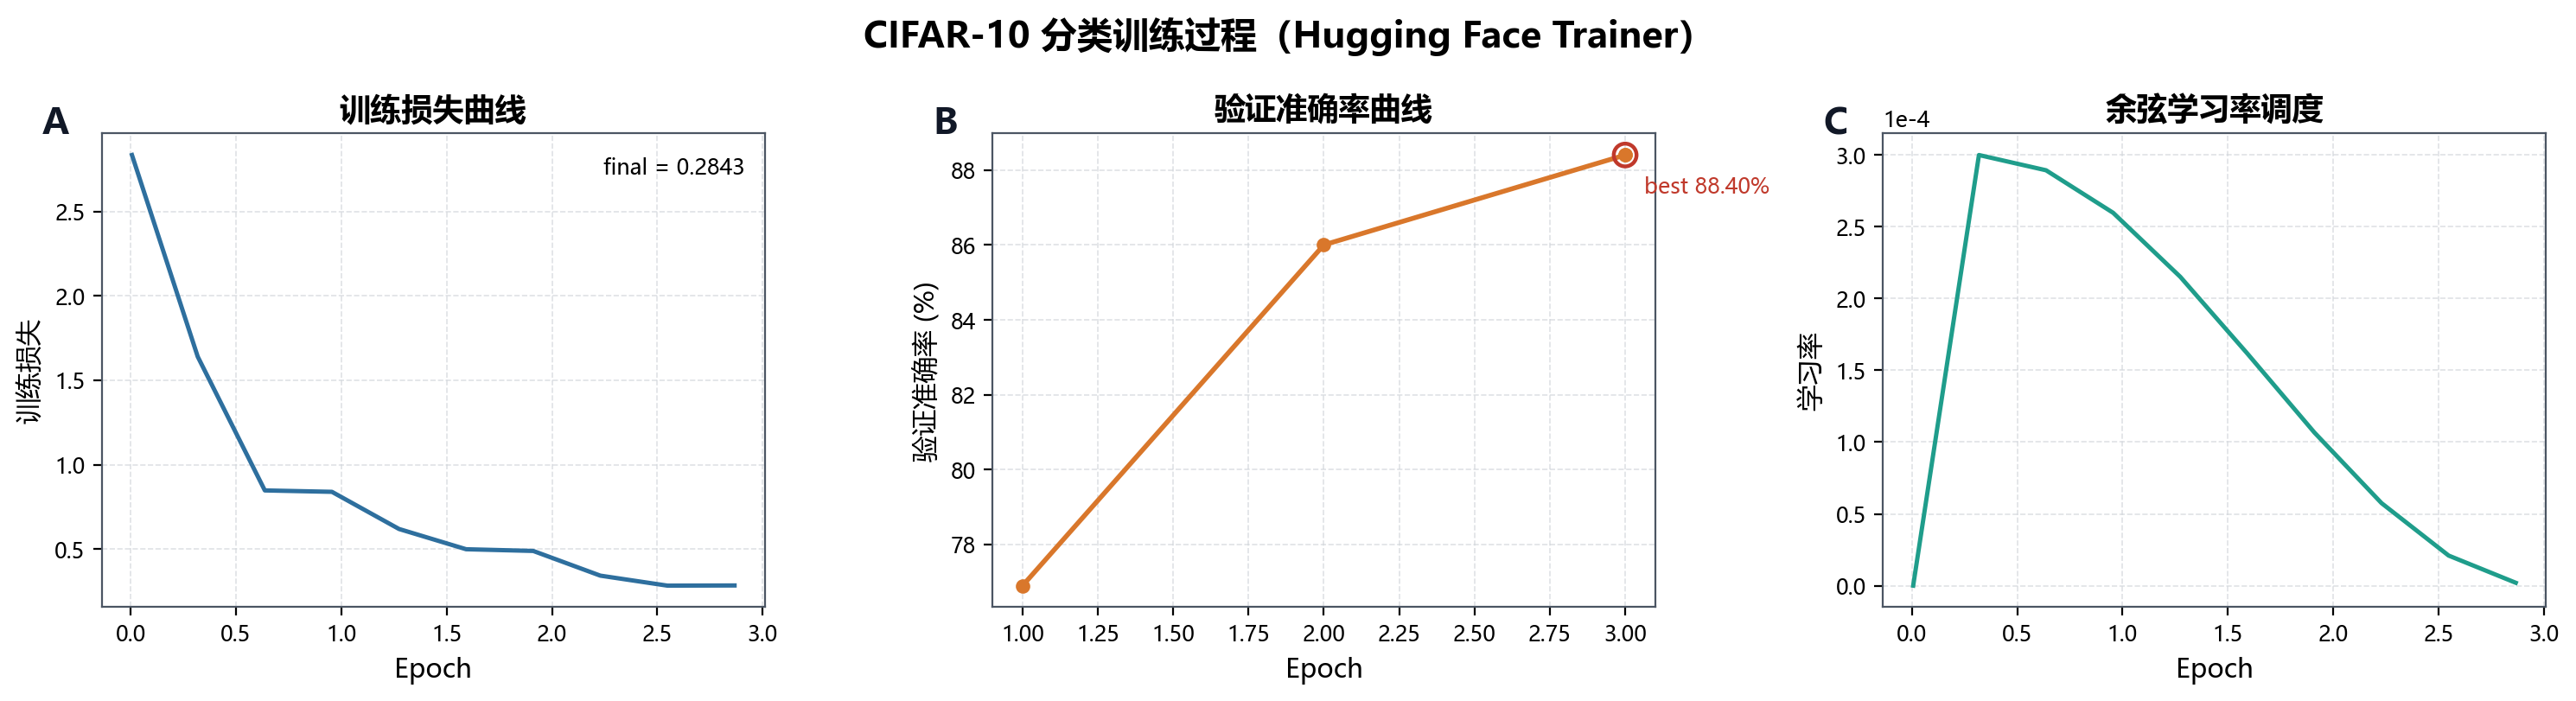 CIFAR-10 分类训练过程（Hugging Face Trainer）
A
训练损失曲线
final = 0.2843
训练损失
2.5
2.0
1.5
1.0
0.5
0.0 0.5 1.0 1.5 2.0 2.5 3.0
Epoch
B
验证准确率曲线
best 88.40%
验证准确率 (%)
88
86
84
82
80
78
1.00 1.25 1.50 1.75 2.00 2.25 2.50 2.75 3.00
Epoch
C
余弦学习率调度
1e-4
学习率
3.0
2.5
2.0
1.5
1.0
0.5
0.0
0.0 0.5 1.0 1.5 2.0 2.5 3.0
Epoch